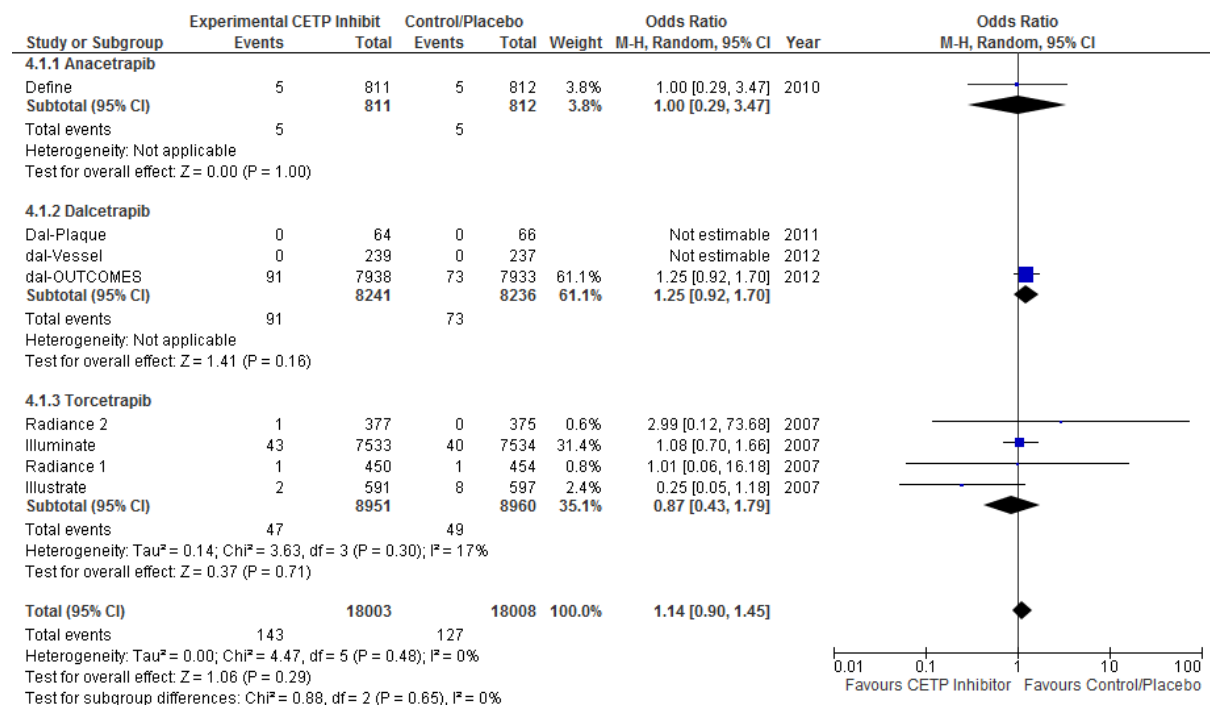 Experimental CETP Inhibit Control/Placebo Odds Ratio Odds Ratio
Study or Subgroup Events Total Events Total Weight M-H, Random, 95% CI Year M-H, Random, 95% CI
4.1.1 Anacetrapib
Define 5 811 5 812 3.8% 1.00 [0.29, 3.47] 2010
Subtotal (95% CI) 811 812 3.8% 1.00 [0.29, 3.47]
Total events 5 5
Heterogeneity: Not applicable
Test for overall effect: Z = 0.00 (P = 1.00)
4.1.2 Dalcetrapib
Dal-Plaque 0 64 0 66 Not estimable 2011
dal-Vessel 0 239 0 237 Not estimable 2012
dal-OUTCOMES 91 7938 73 7933 61.1% 1.25 [0.92, 1.70] 2012
Subtotal (95% CI) 8241 8236 61.1% 1.25 [0.92, 1.70]
Total events 91 73
Heterogeneity: Not applicable
Test for overall effect: Z = 1.41 (P = 0.16)
4.1.3 Torcetrapib
Radiance 2 1 377 0 375 0.6% 2.99 [0.12, 73.68] 2007
Illuminate 43 7533 40 7534 31.4% 1.08 [0.70, 1.66] 2007
Radiance 1 1 450 1 454 0.8% 1.01 [0.06, 16.18] 2007
Illustrate 2 591 8 597 2.4% 0.25 [0.05, 1.18] 2007
Subtotal (95% CI) 8951 8960 35.1% 0.87 [0.43, 1.79]
Total events 47 49
Heterogeneity: Tau² = 0.14; Chi² = 3.63, df = 3 (P = 0.30); I² = 17%
Test for overall effect: Z = 0.37 (P = 0.71)
Total (95% CI) 18003 18008 100.0% 1.14 [0.90, 1.45]
Total events 143 127
Heterogeneity: Tau² = 0.00; Chi² = 4.47, df = 5 (P = 0.48); I² = 0%
Test for overall effect: Z = 1.06 (P = 0.29)
Test for subgroup differences: Chi² = 0.88, df = 2 (P = 0.65), I² = 0%
0.01 0.1 1 10 100
Favours CETP Inhibitor Favours Control/Placebo